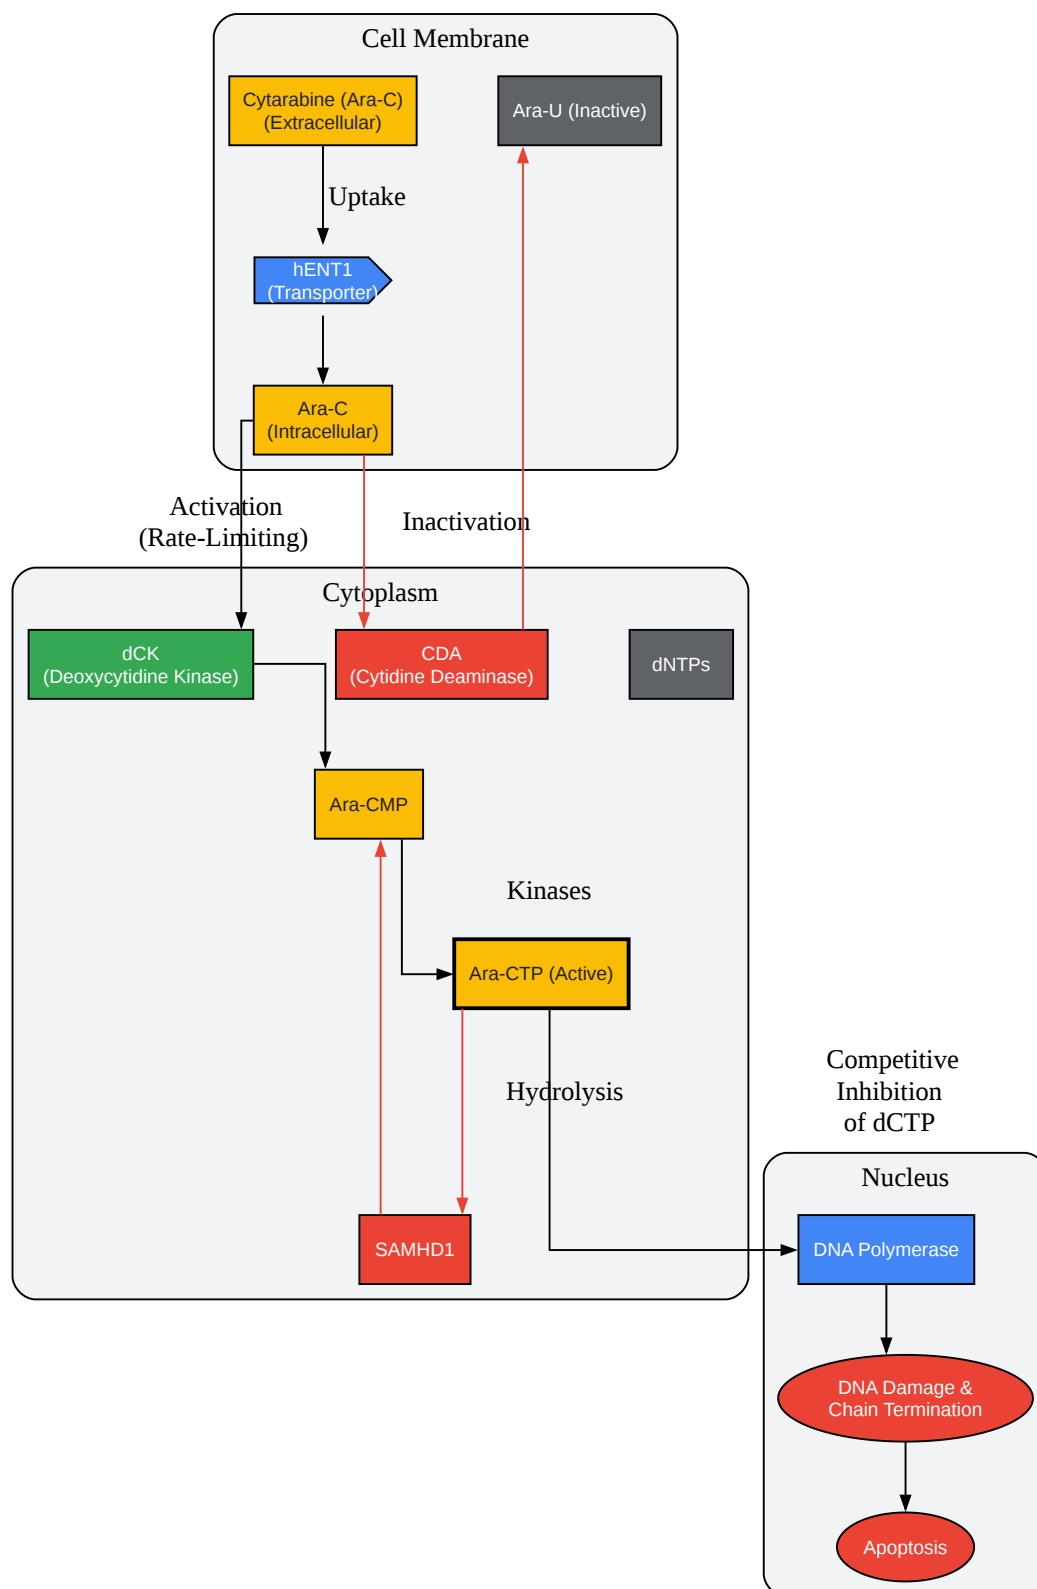 Cell Membrane
Cytarabine (Ara-C)
(Extracellular)
Ara-U (Inactive)
Uptake
hENT1
(Transporter)
Ara-C
(Intracellular)
Activation
(Rate-Limiting)
Inactivation
Cytoplasm
dCK
(Deoxycytidine Kinase)
CDA
(Cytidine Deaminase)
dNTPs
Ara-CMP
Kinases
Ara-CTP (Active)
Hydrolysis
Competitive
Inhibition
of dCTP
Nucleus
SAMHD1
DNA Polymerase
DNA Damage &
Chain Termination
Apoptosis